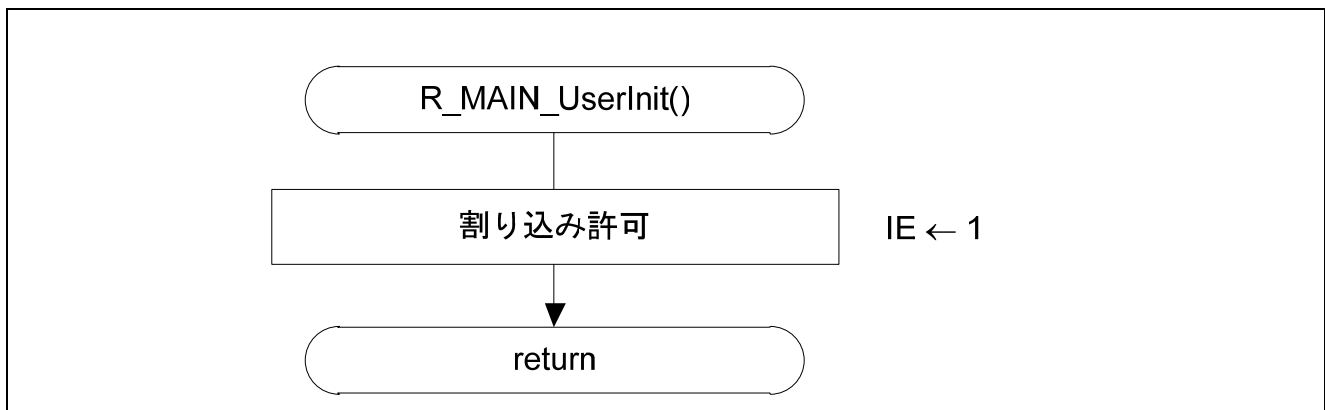 R_MAIN_UserInit()
割り込み許可 IE ← 1
return